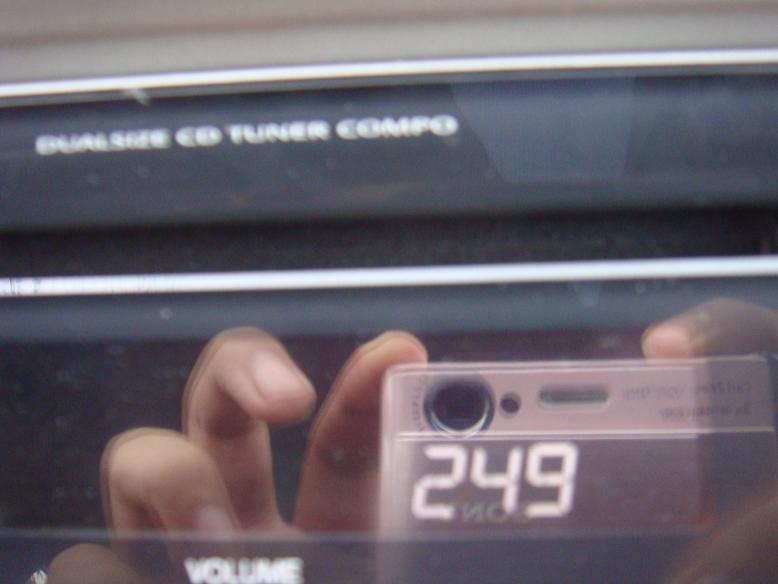 DUALSIZE CD TUNER COMPO
249
VOLUME